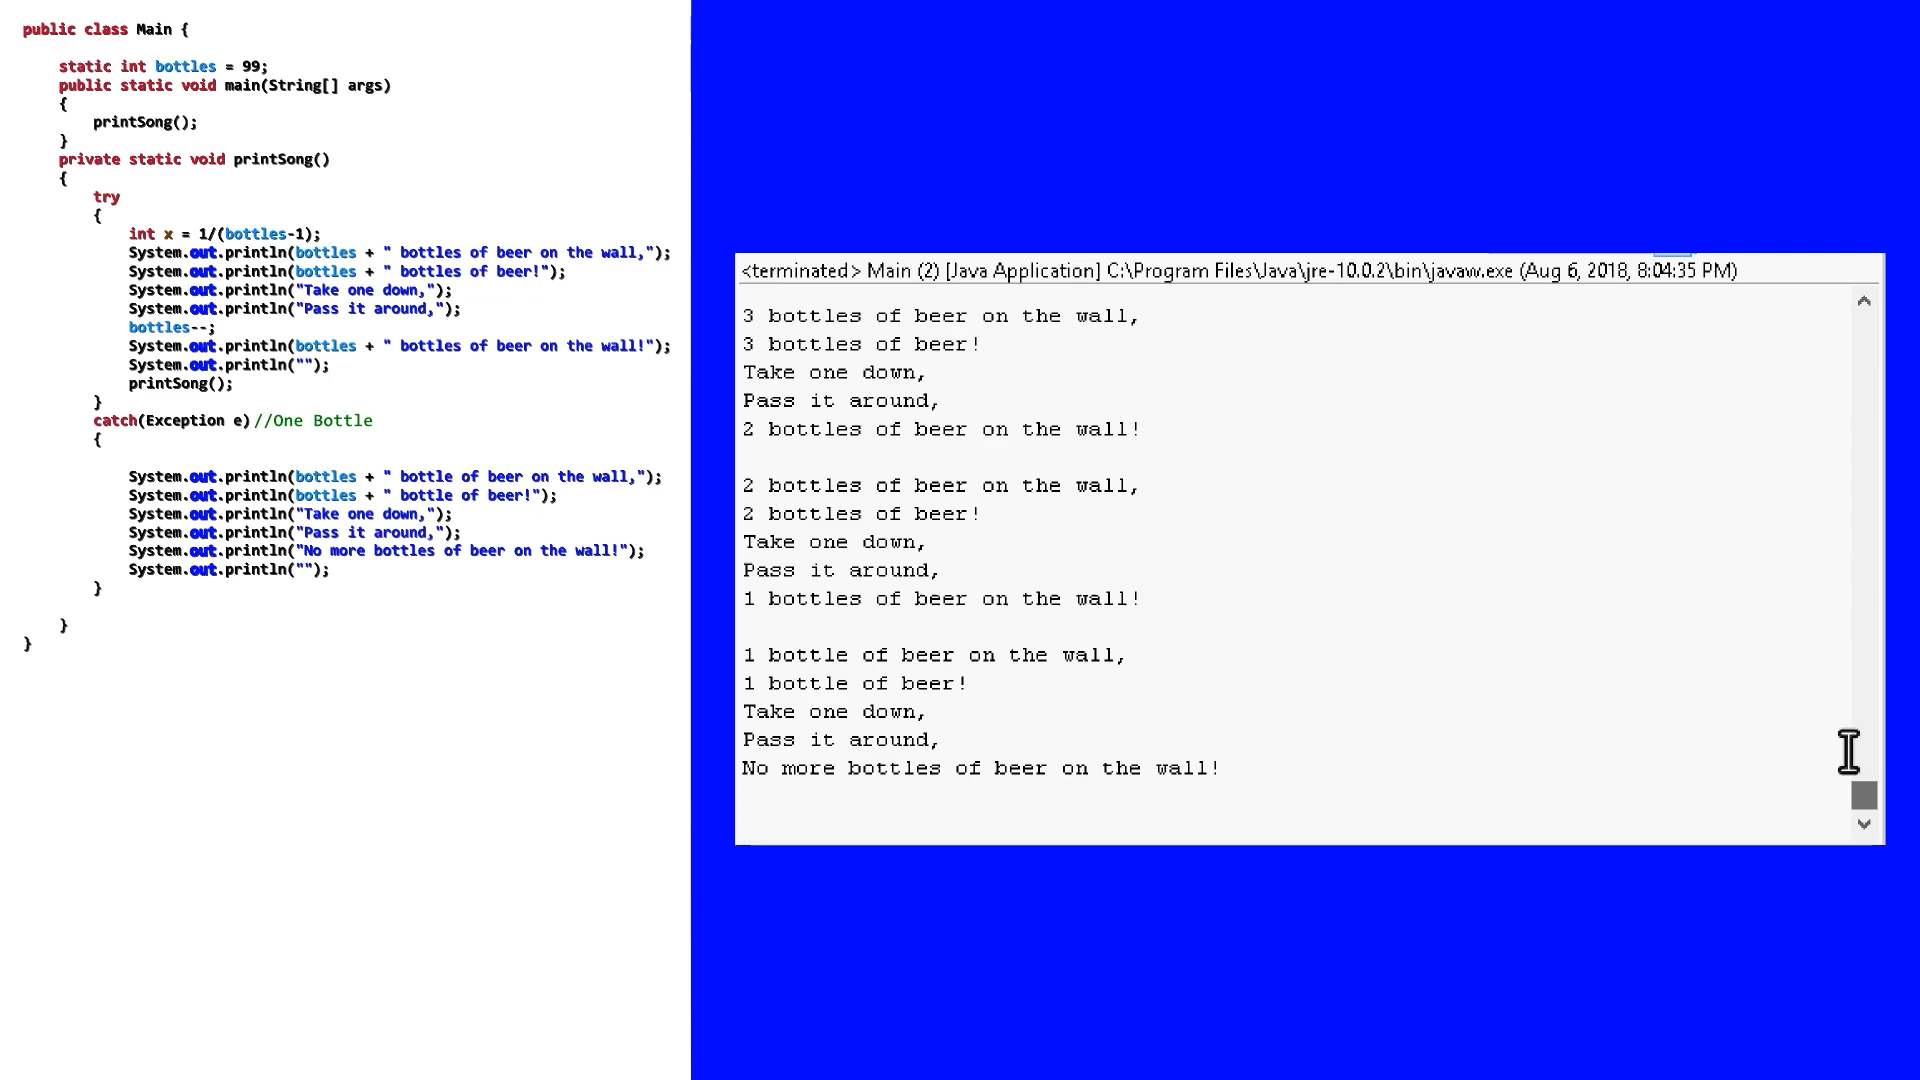 public class Main {
static int bottles = 99;
public static void main(String[] args)
{
printSong();
}
private static void printSong()
{
try
{
int x = 1/(bottles-1);
System.out.println(bottles + " bottles of beer on the wall,");
System.out.println(bottles + " bottles of beer!");
System.out.println("Take one down,");
System.out.println("Pass it around,");
bottles--;
System.out.println(bottles + " bottles of beer on the wall!");
System.out.println("");
printSong();
}
catch(Exception e)//One Bottle
{
System.out.println(bottles + " bottle of beer on the wall,");
System.out.println(bottles + " bottle of beer!");
System.out.println("Take one down,");
System.out.println("Pass it around,");
System.out.println("No more bottles of beer on the wall!");
System.out.println("");
}
}
}
<terminated> Main (2) [Java Application] C:\Program Files\Java\jre-10.0.2\bin\javaw.exe (Aug 6, 2018, 8:04:35 PM)
3 bottles of beer on the wall,
3 bottles of beer!
Take one down,
Pass it around,
2 bottles of beer on the wall!
2 bottles of beer on the wall,
2 bottles of beer!
Take one down,
Pass it around,
1 bottles of beer on the wall!
1 bottle of beer on the wall,
1 bottle of beer!
Take one down,
Pass it around,
No more bottles of beer on the wall!